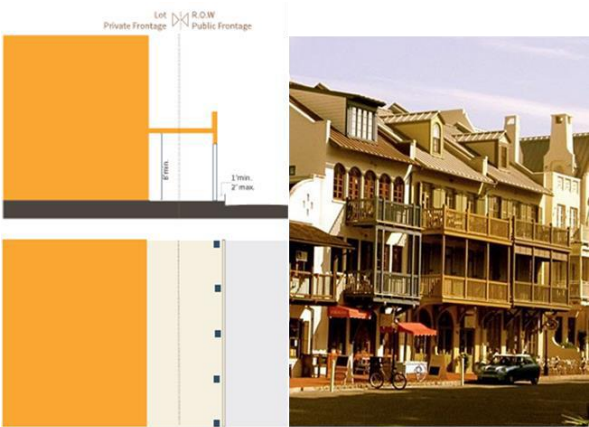 Lot R.O.W
Private Frontage Public Frontage
8'min.
1'min.
2' max.